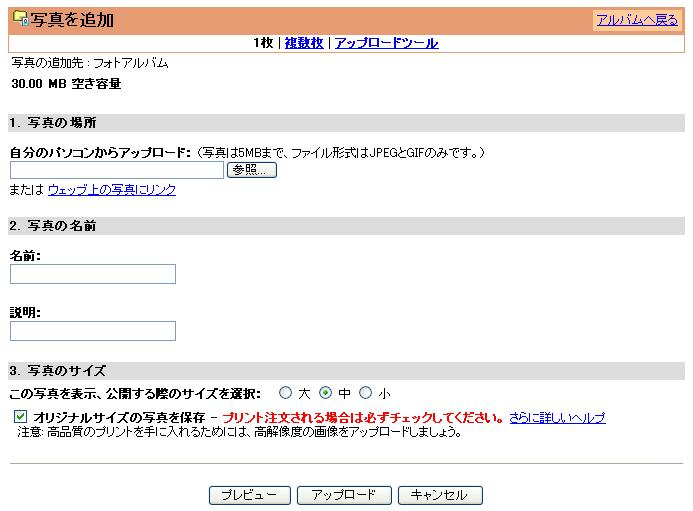 写真を追加 アルバムへ戻る
1枚 | 複数枚 | アップロードツール
写真の追加先 : フォトアルバム
30.00 MB 空き容量
1. 写真の場所
自分のパソコンからアップロード: (写真は5MBまで、ファイル形式はJPEGとGIFのみです。)
参照...
または ウェッブ上の写真にリンク
2. 写真の名前
名前:
説明:
3. 写真のサイズ
この写真を表示、公開する際のサイズを選択: 大 中 小
オリジナルサイズの写真を保存 - プリント注文される場合は必ずチェックしてください。 さらに詳しいヘルプ
注意: 高品質のプリントを手に入れるためには、高解像度の画像をアップロードしましょう。
プレビュー アップロード キャンセル